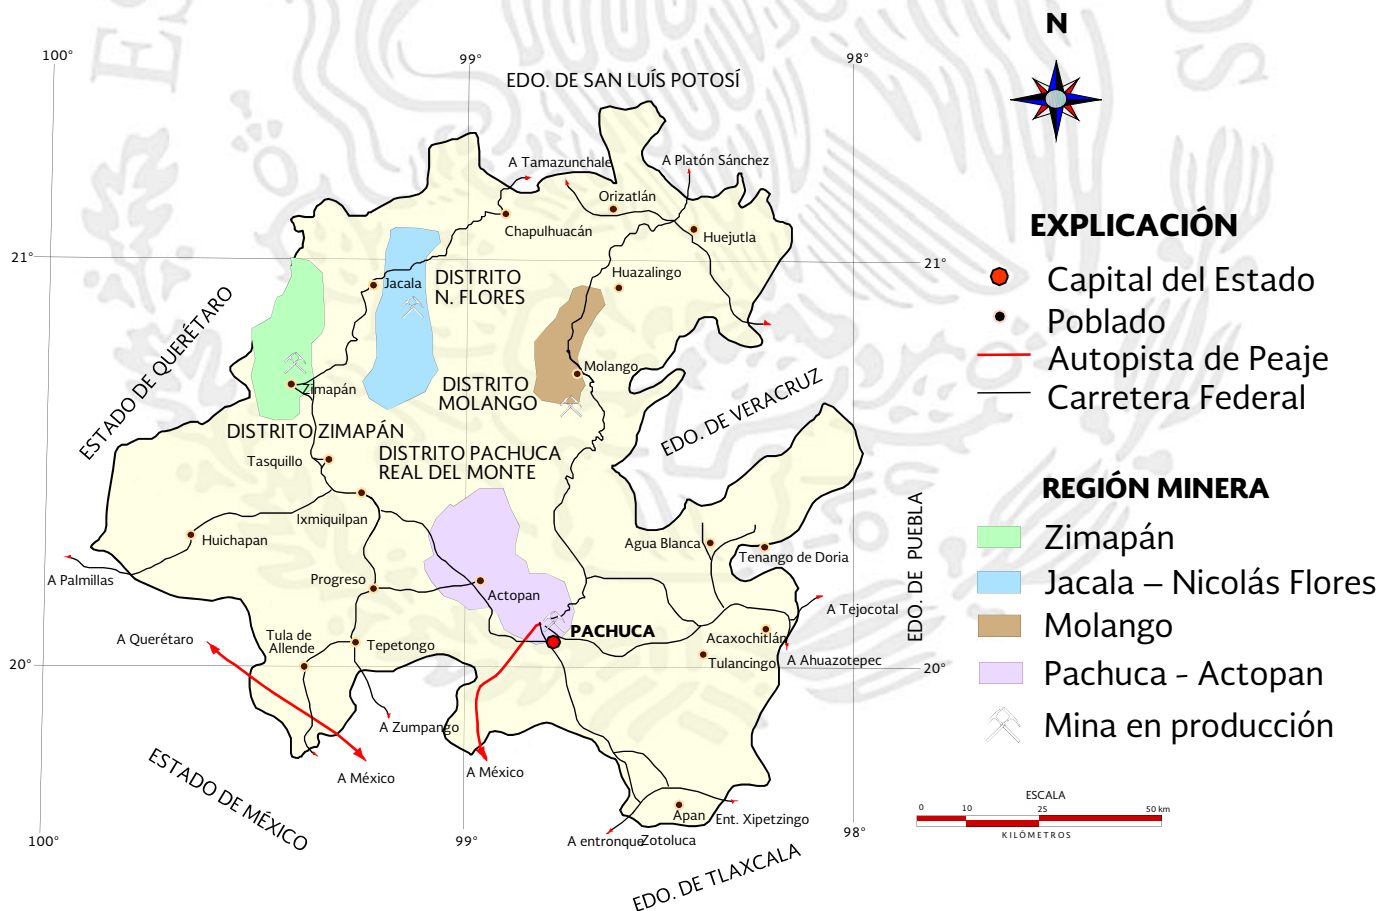 N
100°
99°
98°
EDO. DE SAN LUÍS POTOSÍ
A Tamazunchale
A Platón Sánchez
Orizatlán
Chapulhuacán
Huejutla
21°
21°
Huazalingo
Jacala
DISTRITO
N. FLORES
ESTADO DE QUERÉTARO
Zimapán
DISTRITO
MOLANGO
Molango
EDO. DE VERACRUZ
DISTRITO ZIMAPÁN
DISTRITO PACHUCA
REAL DEL MONTE
Tasquillo
Ixmiquilpan
Huichapan
Agua Blanca
Tenango de Doria
EDO. DE PUEBLA
A Palmillas
Progreso
Actopan
A Tejocotal
A Querétaro
Tula de
Allende
Tepetongo
PACHUCA
Acaxochitlán
Tulancingo
A Ahuazotepec
20°
20°
A Zumpango
A México
A México
ESTADO DE MÉXICO
Apan
Ent. Xipetzingo
A entronque Zotoluca
100°
99°
98°
EDO. DE TLAXCALA
EXPLICACIÓN
Capital del Estado
Poblado
Autopista de Peaje
Carretera Federal
REGIÓN MINERA
Zimapán
Jacala – Nicolás Flores
Molango
Pachuca - Actopan
Mina en producción
ESCALA
0 10 25 50 km
KILÓMETROS